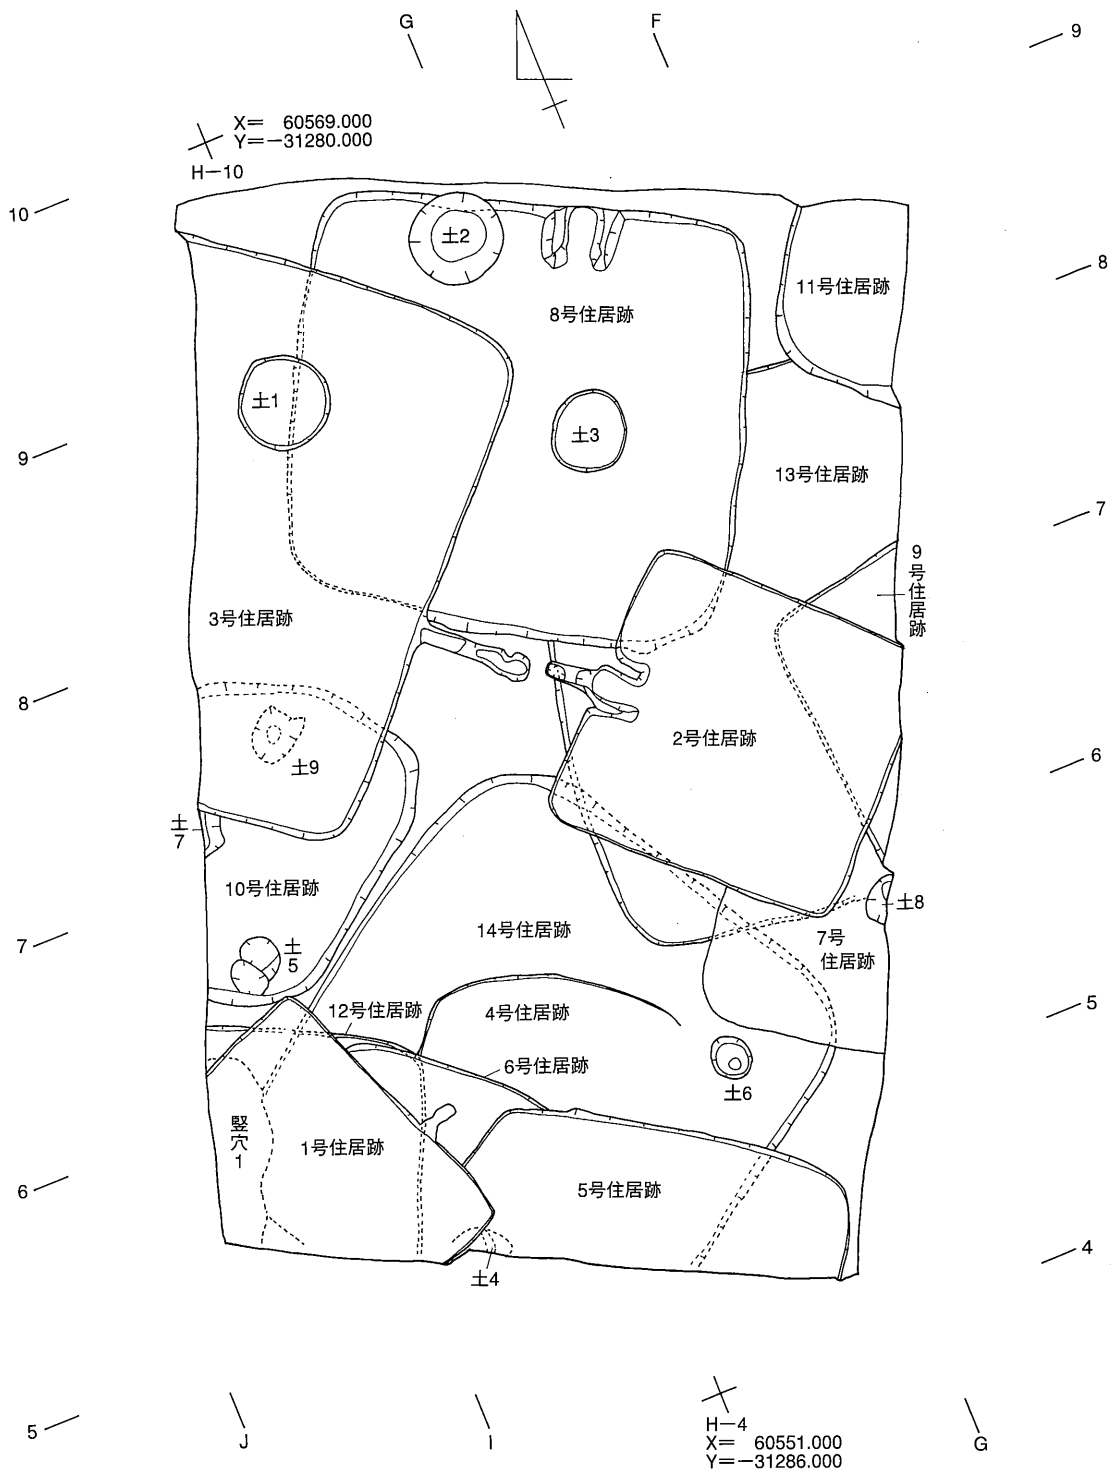 G
F
9
X= 60569.000
Y=-31280.000
H-10
10
土2
8号住居跡
11号住居跡
8
土1
土3
9
13号住居跡
7
9号住居跡
3号住居跡
8
2号住居跡
6
土9
土7
10号住居跡
土8
14号住居跡
7号
住居跡
7
土5
12号住居跡
4号住居跡
5
6号住居跡
土6
竪穴1
1号住居跡
5号住居跡
6
4
土4
5
J
I
H-4
X= 60551.000
Y=-31286.000
G